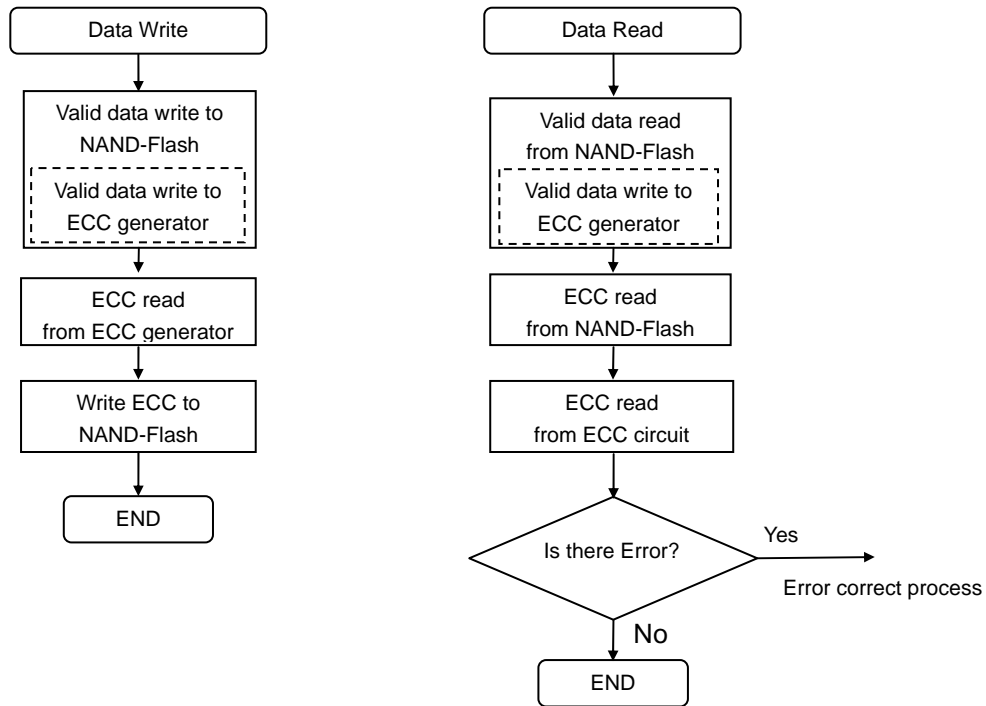 Data Write
Valid data write to
NAND-Flash
Valid data write to
ECC generator
ECC read
from ECC generator
Write ECC to
NAND-Flash
END
Data Read
Valid data read
from NAND-Flash
Valid data write to
ECC generator
ECC read
from NAND-Flash
ECC read
from ECC circuit
Is there Error?
Yes
Error correct process
No
END